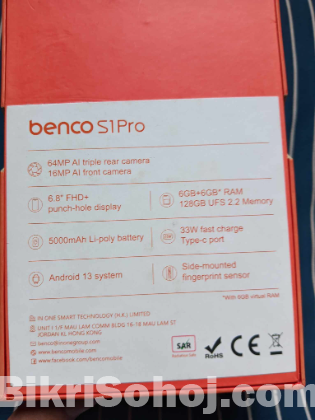 benco S1Pro
64MP AI triple rear camera
16MP AI front camera
6.8" FHD+
punch-hole display
6GB+6GB* RAM
128GB UFS 2.2 Memory
5000mAh Li-poly battery
33W fast charge
Type-c port
Android 13 system
Side-mounted
fingerprint sensor
*With 6GB virtual RAM
IN ONE SMART TECHNOLOGY (H.K.) LIMITED
UNIT 1 1/F MAU LAM COMM BLDG 16-18 MAU LAM ST
JORDAN KL HONG KONG
benco@inonegroup.com
www.bencomobile.com
www.facebook.com/bencomobile
SAR
RoHS
FC CE
BikriSohoj.com